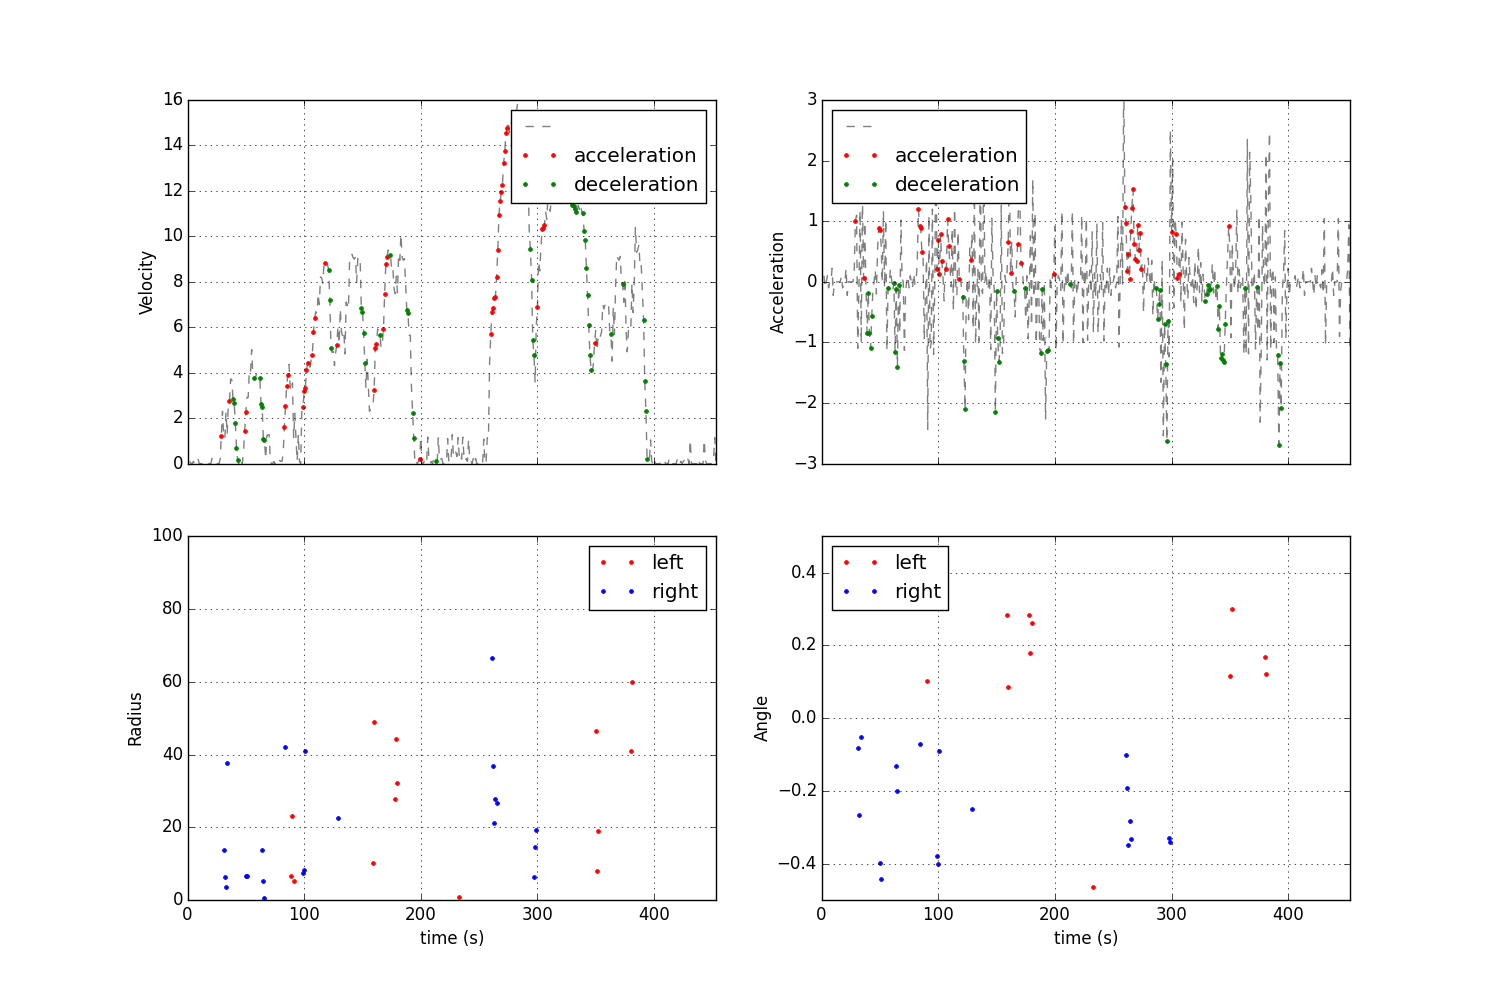 16
14
12
10
8
6
4
2
0
Velocity
acceleration
deceleration
3
2
1
0
−1
−2
−3
Acceleration
acceleration
deceleration
100
80
60
40
20
0
Radius
left
right
0 100 200 300 400
time (s)
0.4
0.2
0.0
−0.2
−0.4
Angle
left
right
0 100 200 300 400
time (s)